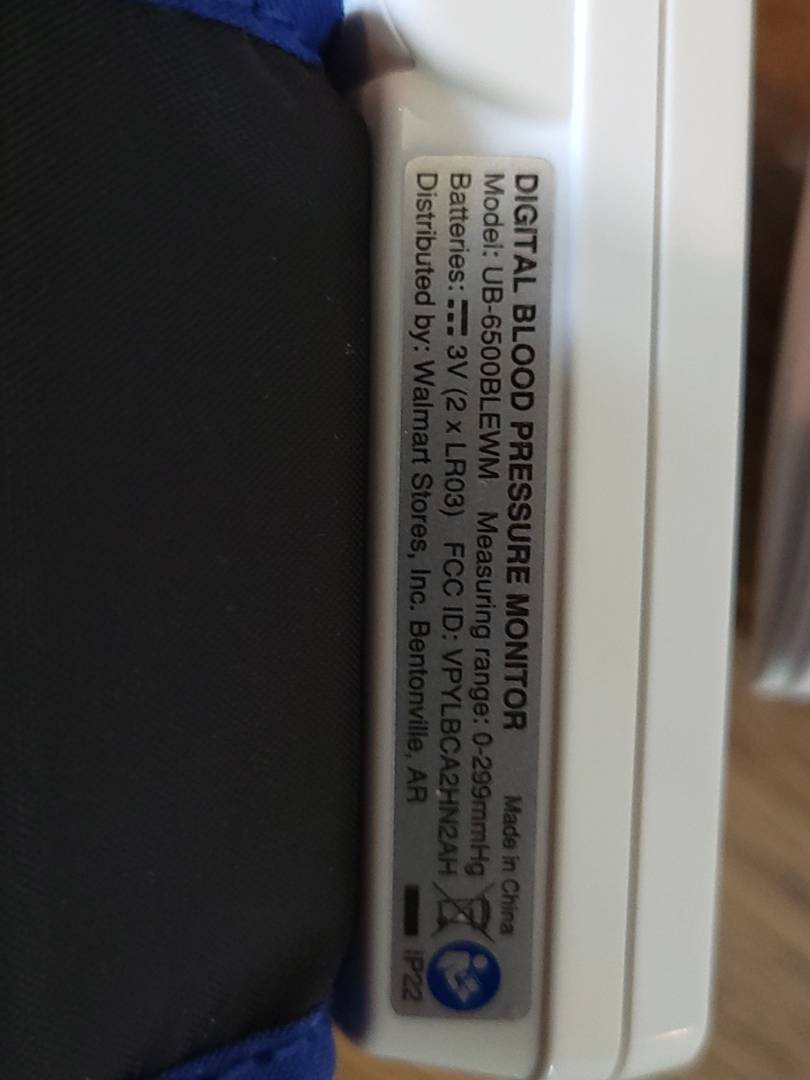 DIGITAL BLOOD PRESSURE MONITOR Made in China
Model: UB-6500BLEWM Measuring range: 0-299mmHg
Batteries: 3V (2 x LR03) FCC ID: VPYLBCA2HN2AH
Distributed by: Walmart Stores, Inc. Bentonville, AR IP22